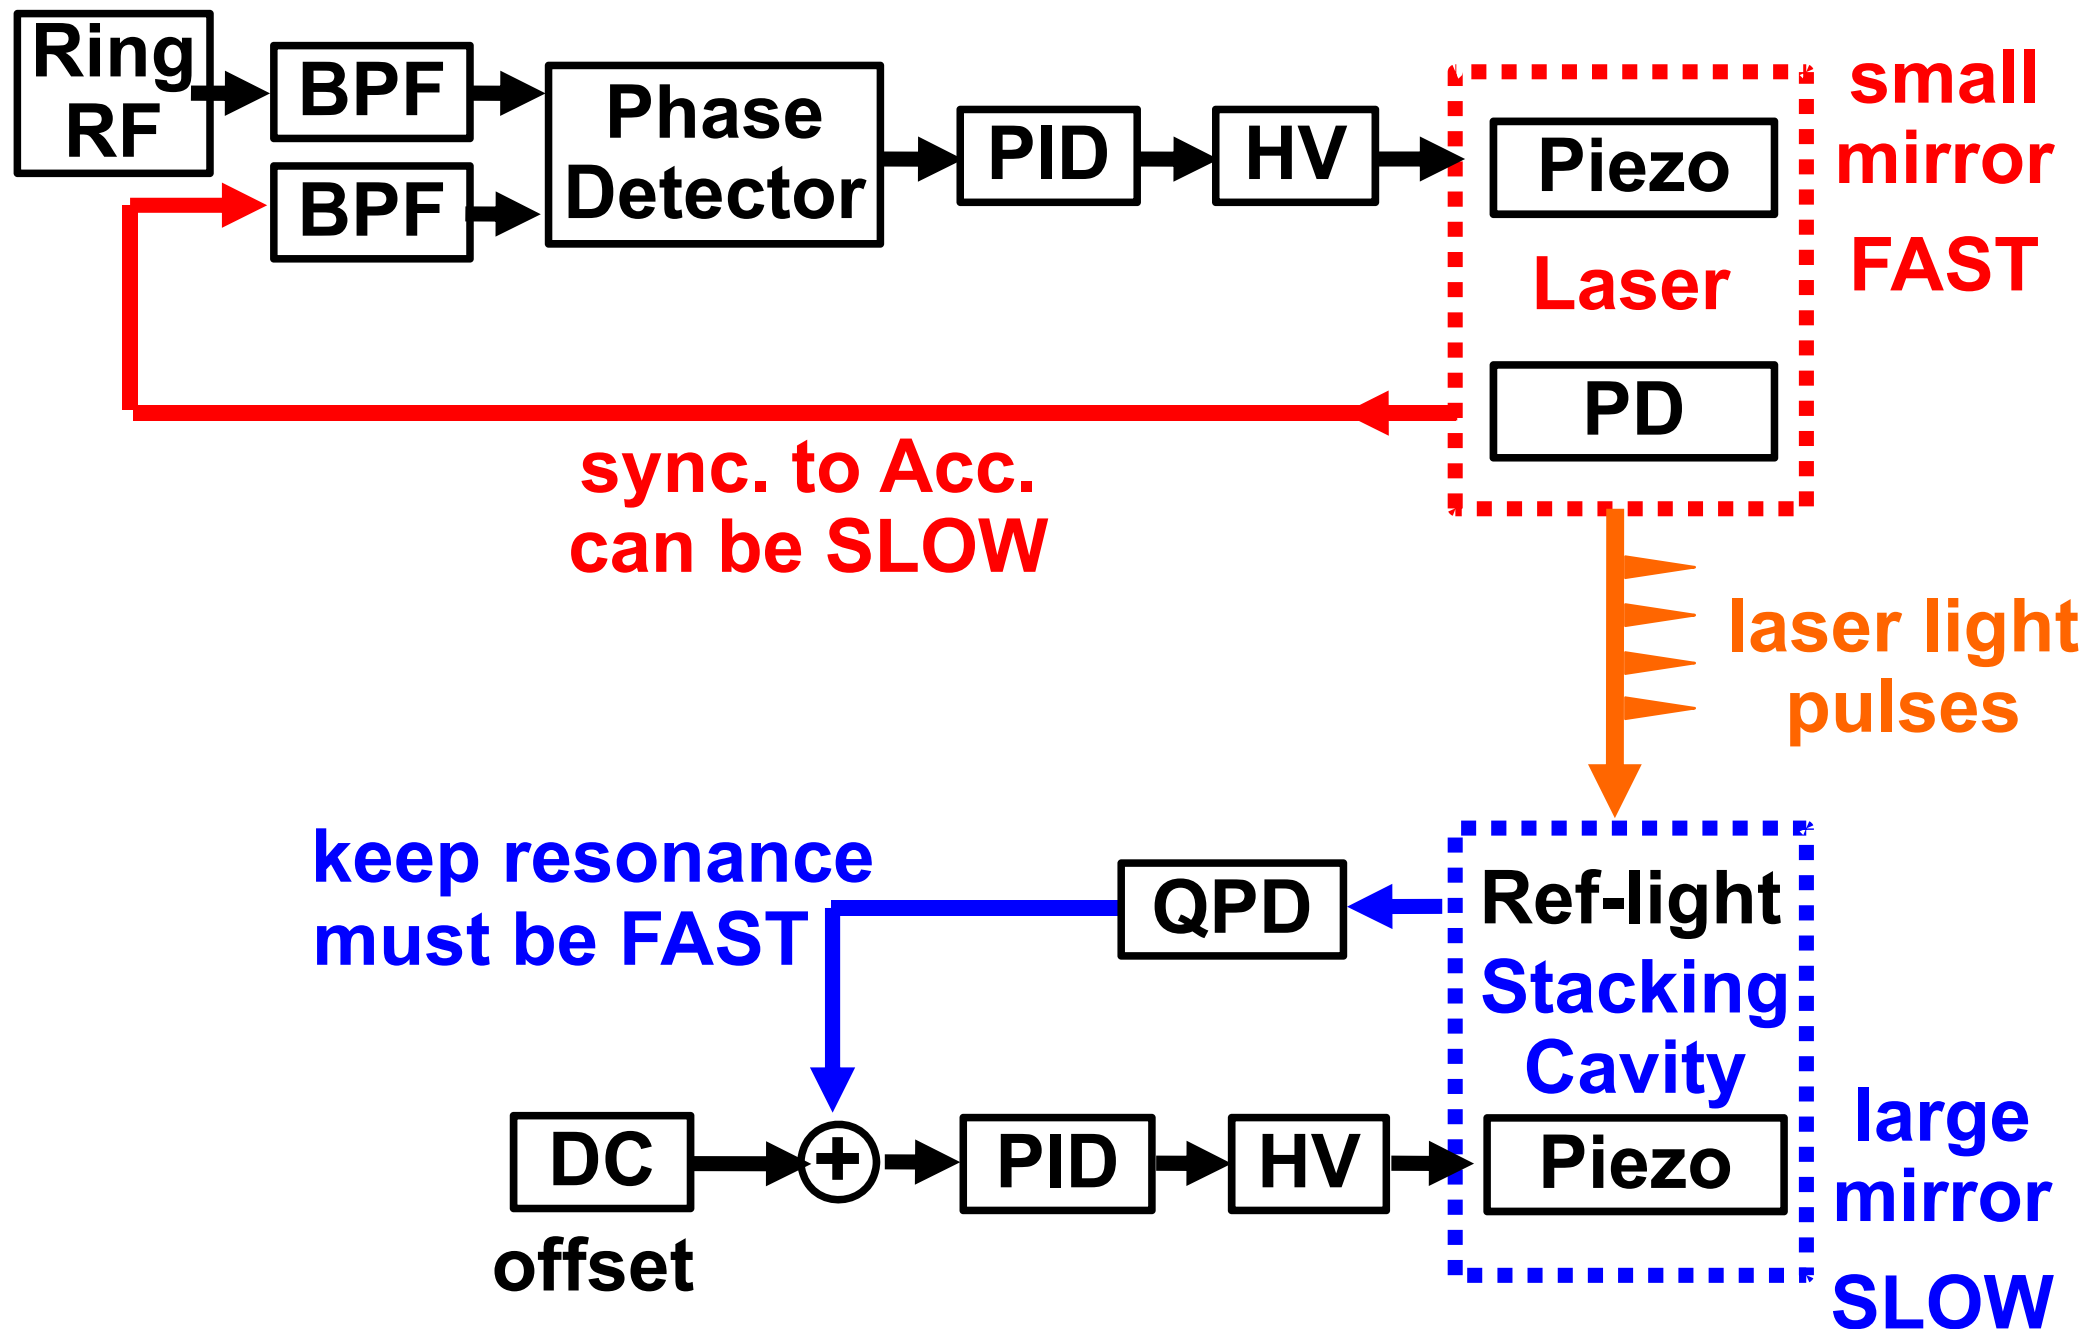 Ring
RF
BPF
BPF
Phase
Detector
PID
HV
Piezo
Laser
PD
small
mirror
FAST
sync. to Acc.
can be SLOW
laser light
pulses
keep resonance
must be FAST
QPD
Ref-light
Stacking
Cavity
Piezo
DC
offset
+
PID
HV
large
mirror
SLOW